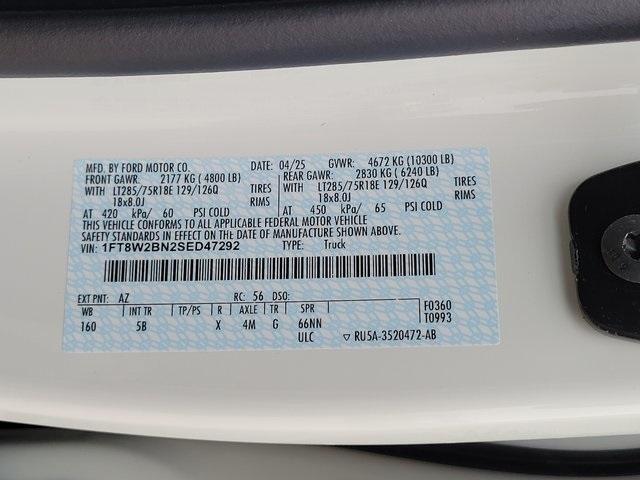 MFD. BY FORD MOTOR CO. DATE: 04/25 GVWR: 4672 KG (10300 LB)
FRONT GAWR: 2177 KG ( 4800 LB) REAR GAWR: 2830 KG ( 6240 LB)
WITH LT285/75R18E 129/126Q TIRES WITH LT285/75R18E 129/126Q TIRES
18x8.0J RIMS 18x8.0J RIMS
AT 420 kPa/ 60 PSI COLD AT 450 kPa/ 65 PSI COLD
THIS VEHICLE CONFORMS TO ALL APPLICABLE FEDERAL MOTOR VEHICLE
SAFETY STANDARDS IN EFFECT ON THE DATE OF MANUFACTURE SHOWN ABOVE.
VIN: 1FT8W2BN2SED47292 TYPE: Truck
EXT PNT: AZ RC: 56 DSO:
WB INT TR TP/PS R AXLE TR SPR F0360
160 5B X 4M G 66NN T0993
ULC ▽ RU5A-3520472-AB